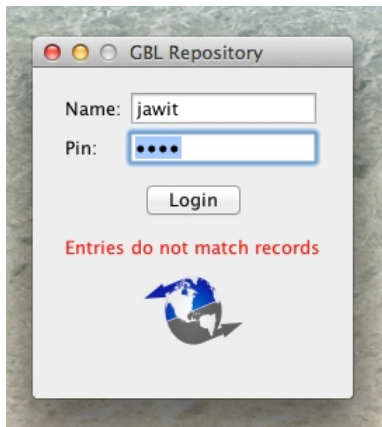 GBL Repository
Name: jawit
Pin: ••••
Login
Entries do not match records